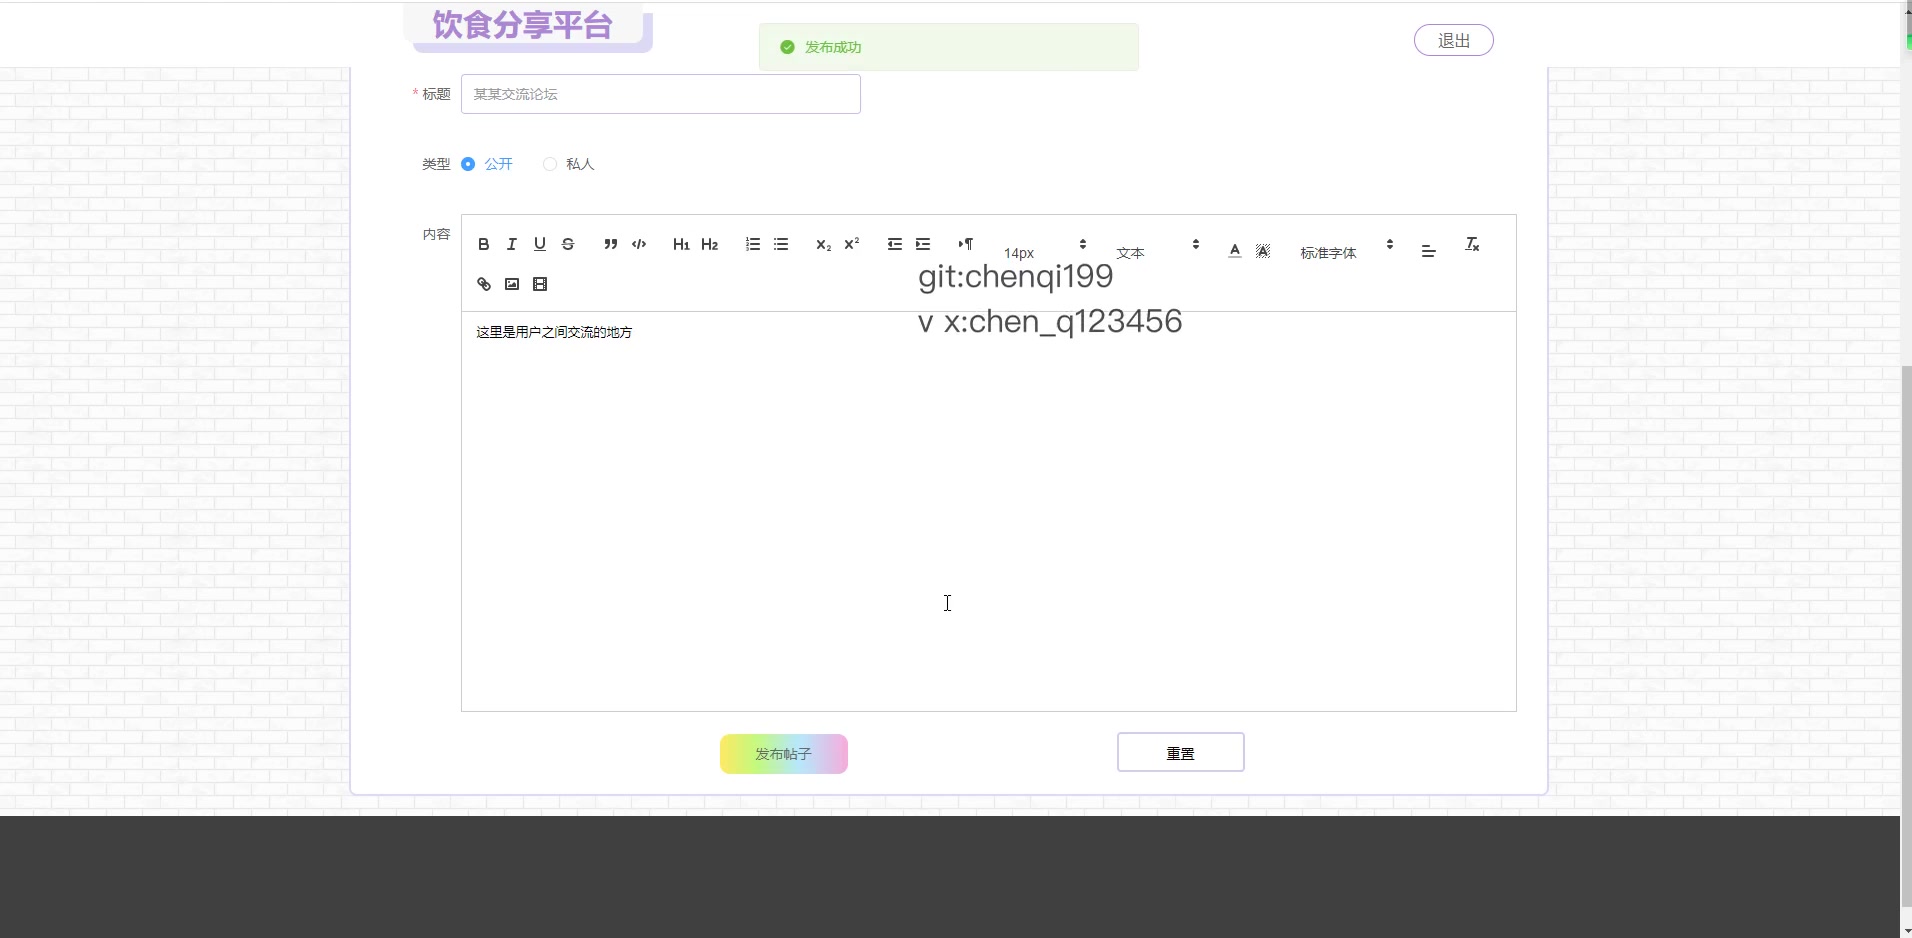 饮食分享平台
发布成功
退出
* 标题 某某交流论坛
类型 公开 私人
内容
B I U S H1 H2 14px 文本 A A 标准字体
git:chenqi199
v x:chen_q123456
这里是用户之间交流的地方
发布帖子 重置